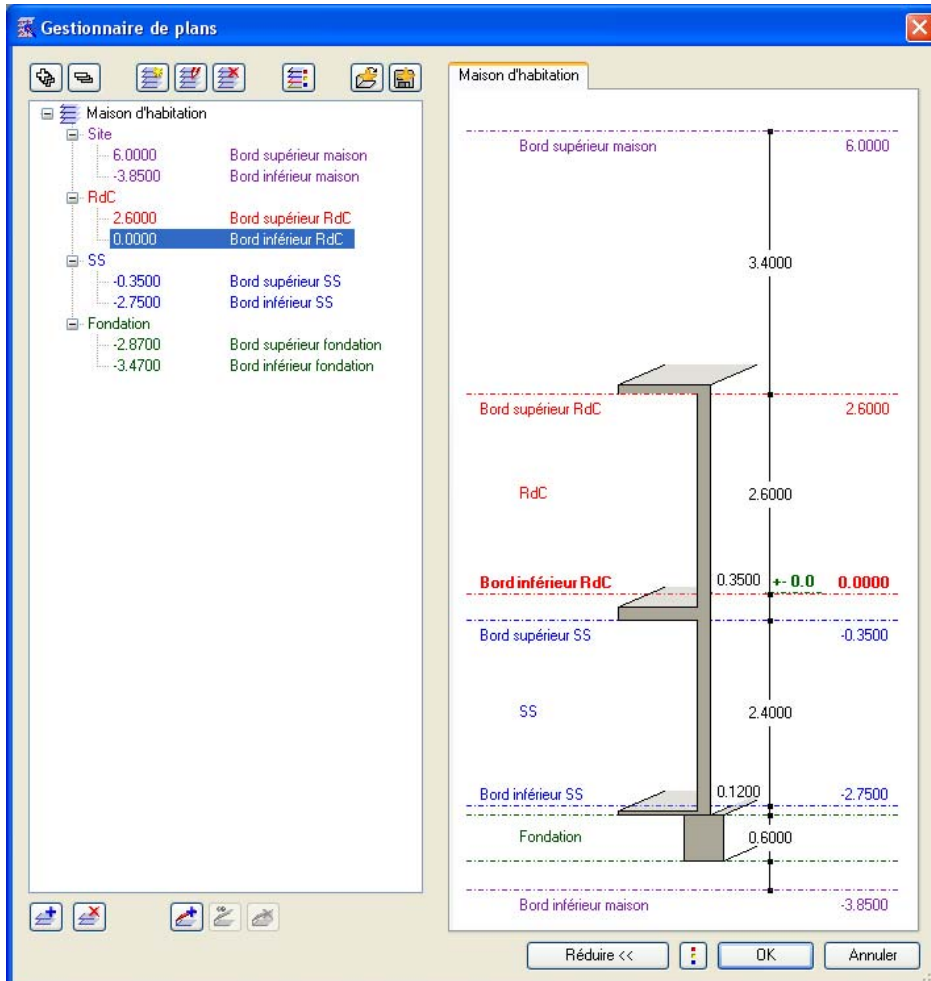 Gestionnaire de plans
Maison d'habitation
Site
6.0000 Bord supérieur maison
-3.8500 Bord inférieur maison
RdC
2.6000 Bord supérieur RdC
0.0000 Bord inférieur RdC
SS
-0.3500 Bord supérieur SS
-2.7500 Bord inférieur SS
Fondation
-2.8700 Bord supérieur fondation
-3.4700 Bord inférieur fondation
Maison d'habitation
Bord supérieur maison 6.0000
3.4000
Bord supérieur RdC 2.6000
RdC 2.6000
Bord inférieur RdC 0.3500 +- 0.0 0.0000
Bord supérieur SS -0.3500
SS 2.4000
Bord inférieur SS 0.1200 -2.7500
Fondation 0.6000
Bord inférieur maison -3.8500
Réduire << OK Annuler